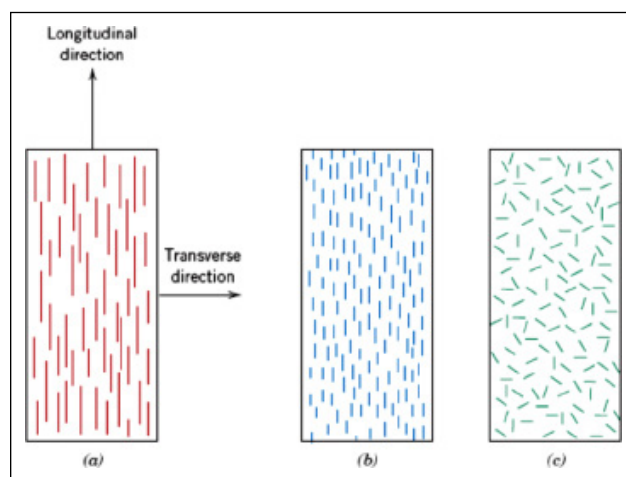 Longitudinal
direction
Transverse
direction
(a)
(b)
(c)